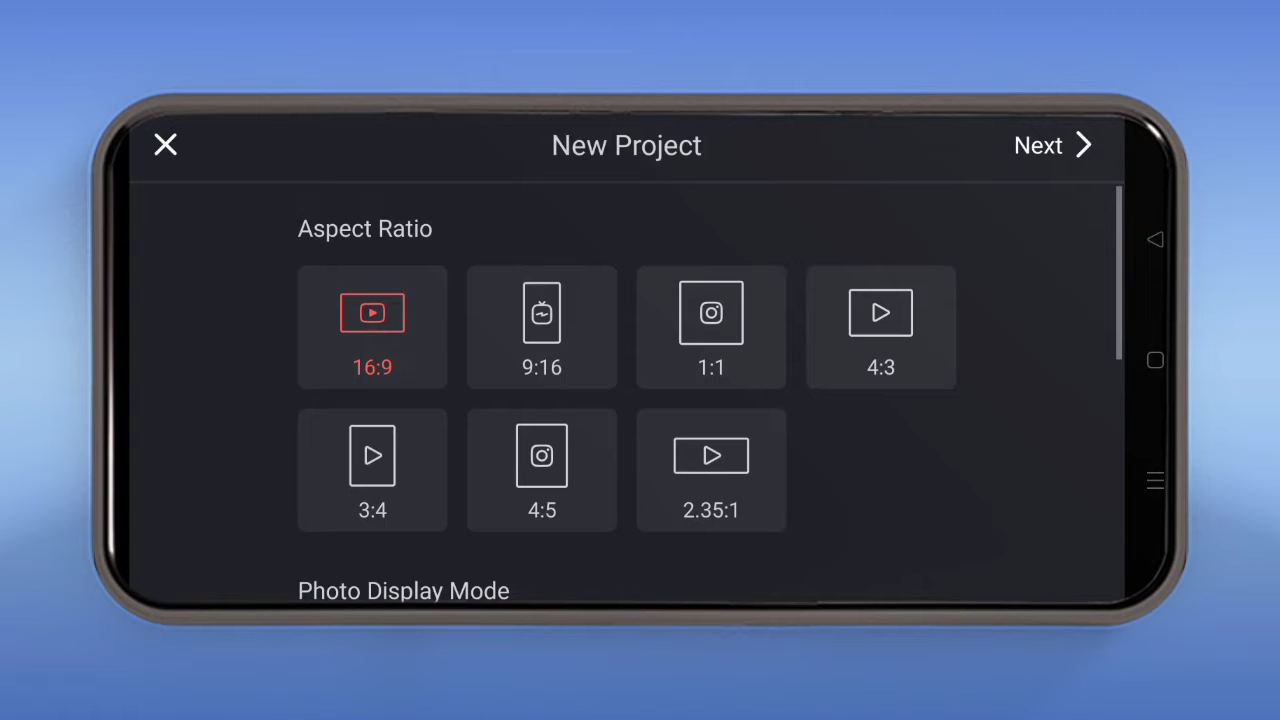 New Project
Next
Aspect Ratio
16:9
9:16
1:1
4:3
3:4
4:5
2.35:1
Photo Display Mode